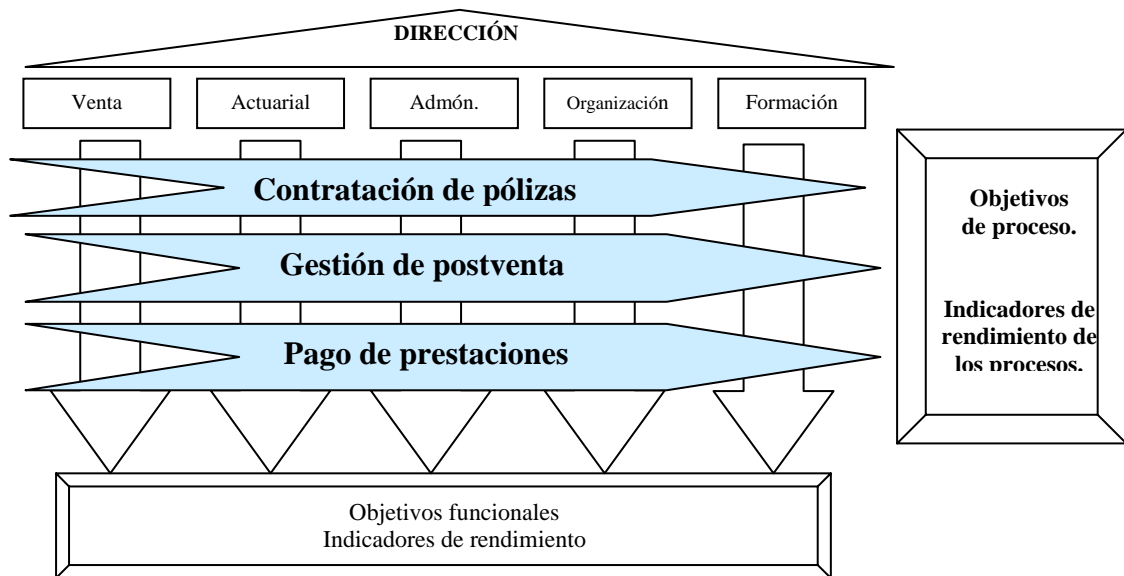 DIRECCIÓN
Venta
Actuarial
Admón.
Organización
Formación
Contratación de pólizas
Gestión de postventa
Pago de prestaciones
Objetivos
de proceso.
Indicadores de
rendimiento de
los procesos.
Objetivos funcionales
Indicadores de rendimiento